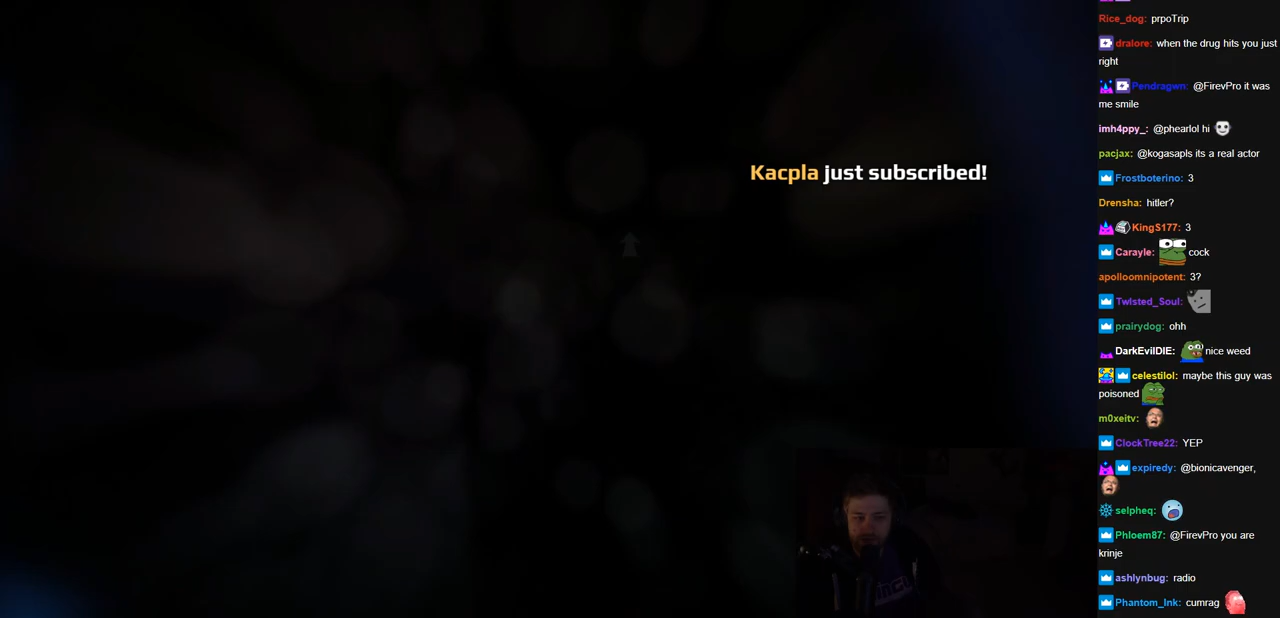 Kacpla just subscribed!
Rice_dog: prpoTrip
dralore: when the drug hits you just
right
Pendragwn: @FirevPro it was
me smile
imh4ppy_: @phearlol hi
pacjax: @kogasapls its a real actor
Frostboterino: 3
Drensha: hitler?
KingS177: 3
Carayle: cock
apolloomnipotent: 3?
Twlsted_Soul:
prairydog: ohh
DarkEvilDIE: nice weed
celestilol: maybe this guy was
poisoned
m0xeitv:
ClockTree22: YEP
expiredy: @bionicavenger,
selpheq:
Phloem87: @FirevPro you are
krinje
ashlynbug: radio
Phantom_Ink: cumrag